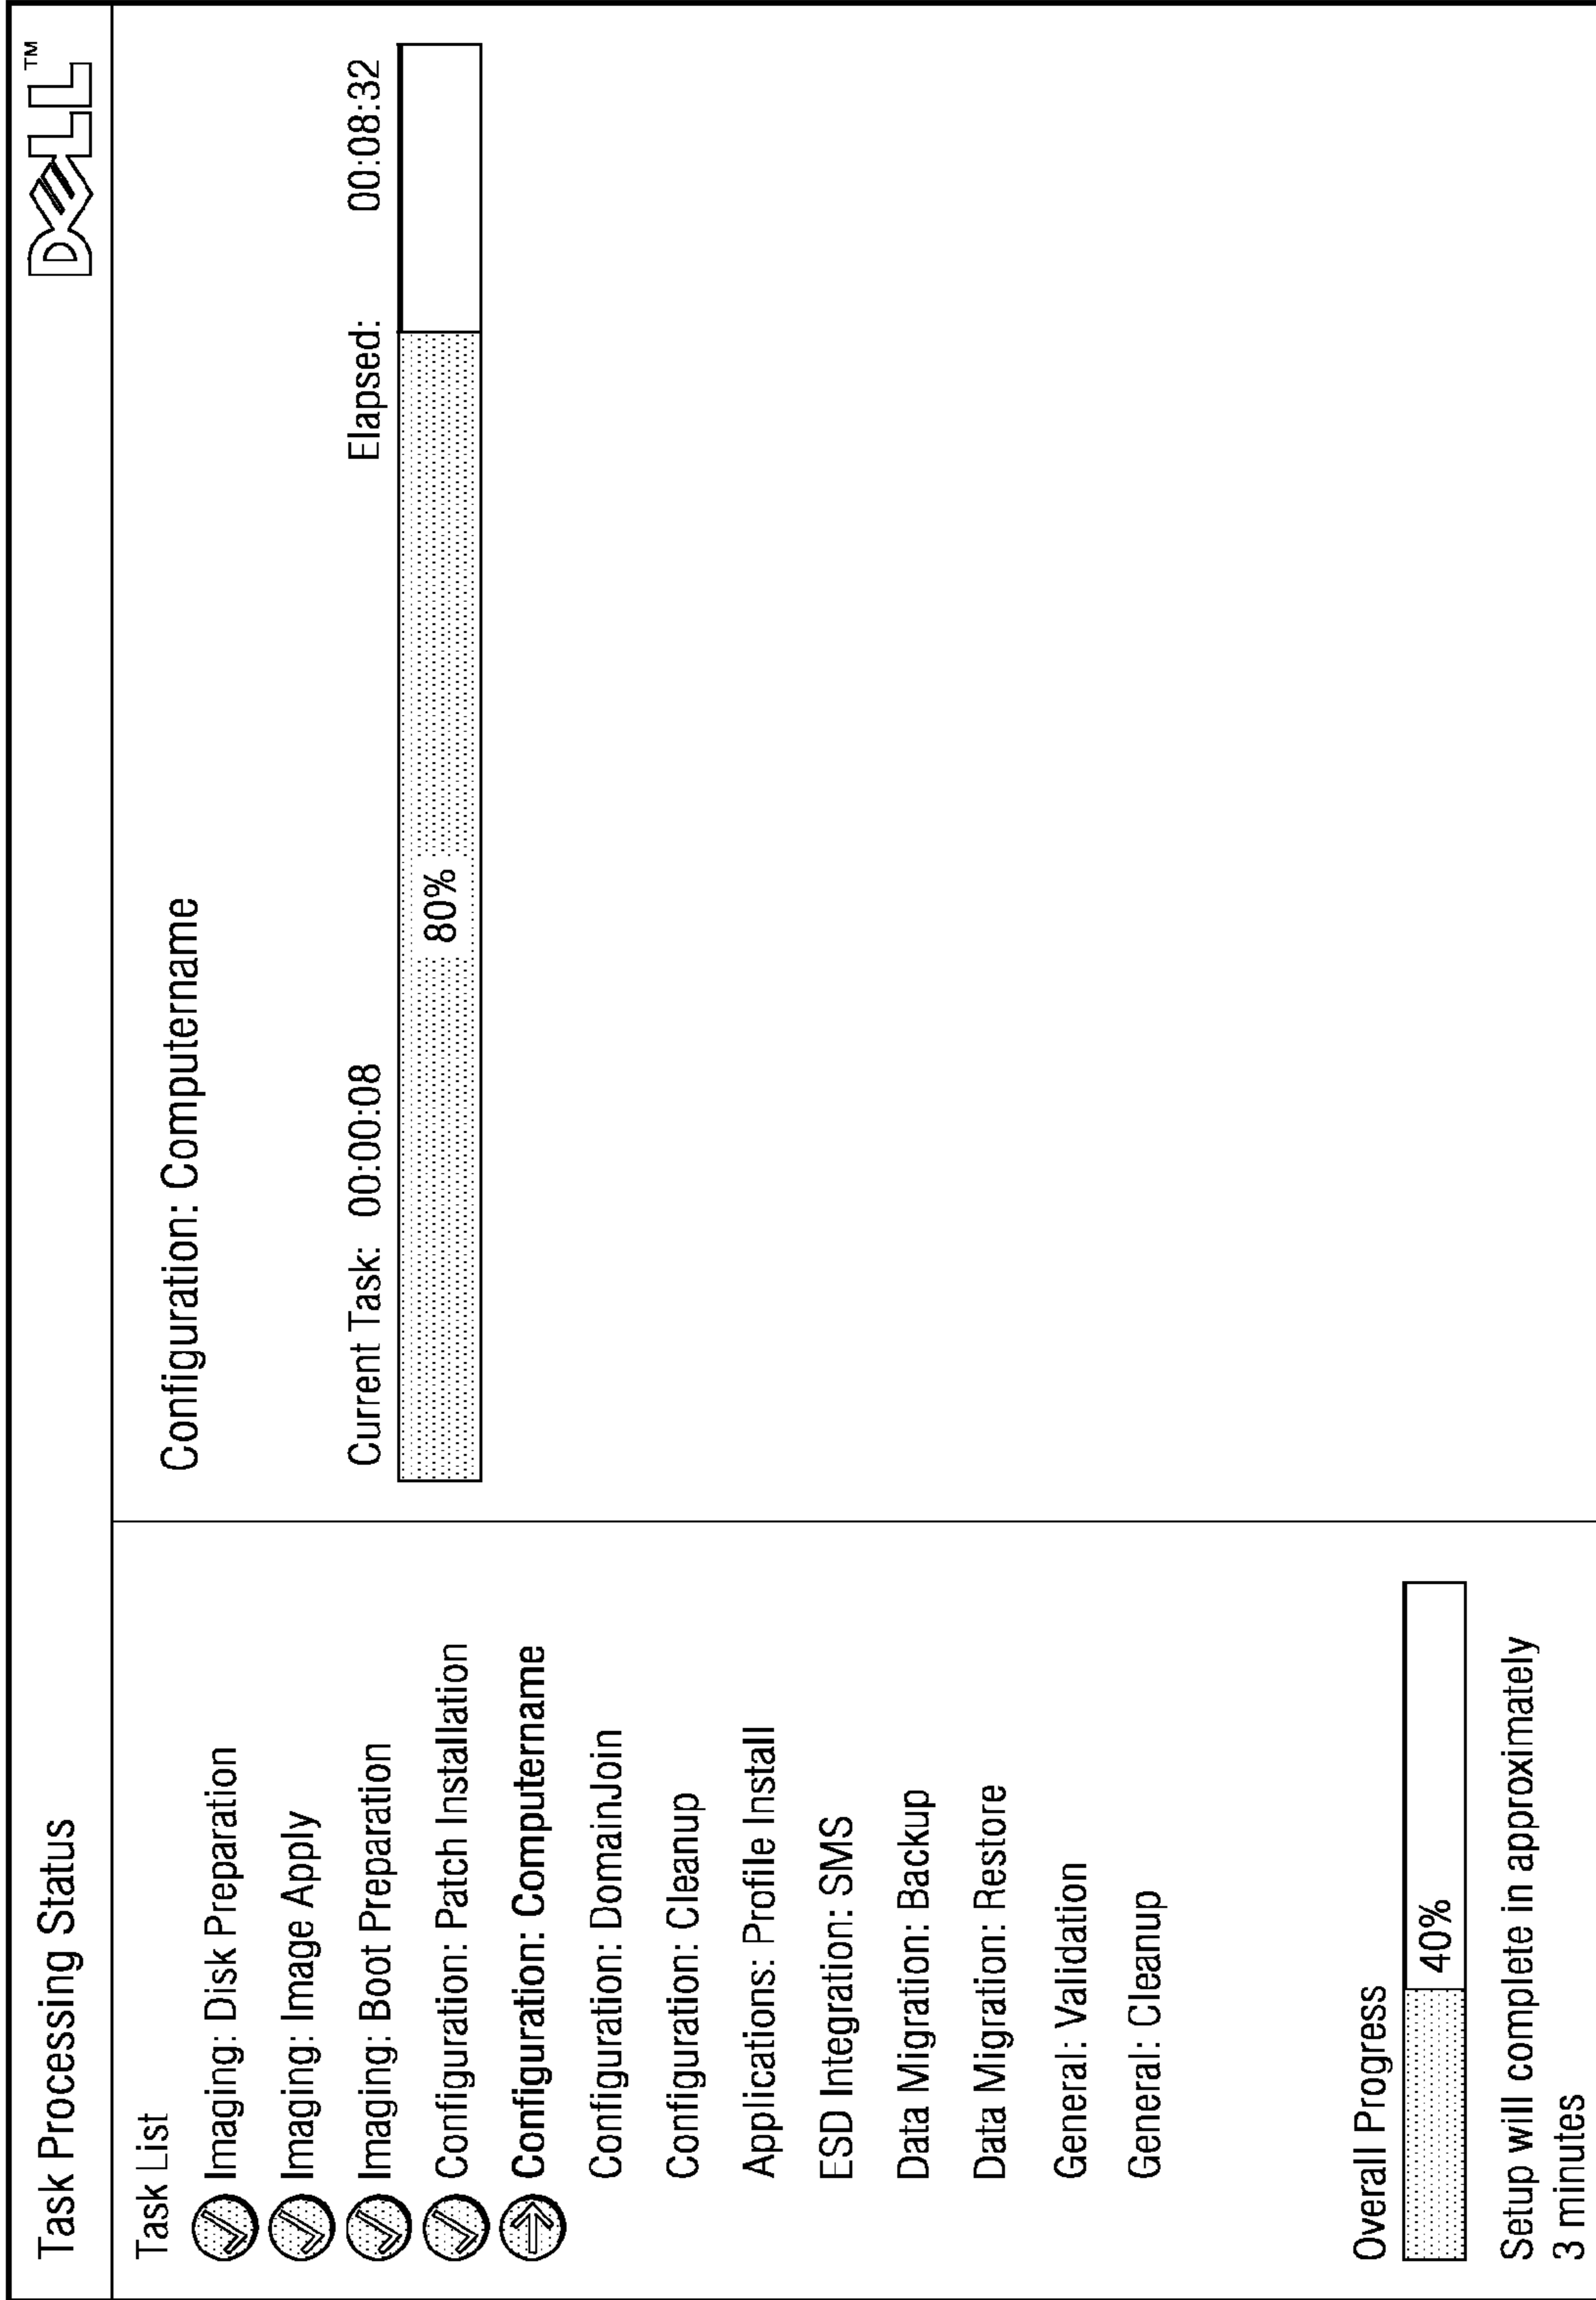 Task Processing Status
DELL™
Task List
Imaging: Disk Preparation
Imaging: Image Apply
Imaging: Boot Preparation
Configuration: Patch Installation
Configuration: Computername
Configuration: DomainJoin
Configuration: Cleanup
Applications: Profile Install
ESD Integration: SMS
Data Migration: Backup
Data Migration: Restore
General: Validation
General: Cleanup
Overall Progress
40%
Setup will complete in approximately
3 minutes
Configuration: Computername
Current Task: 00:00:08 Elapsed: 00:08:32
80%